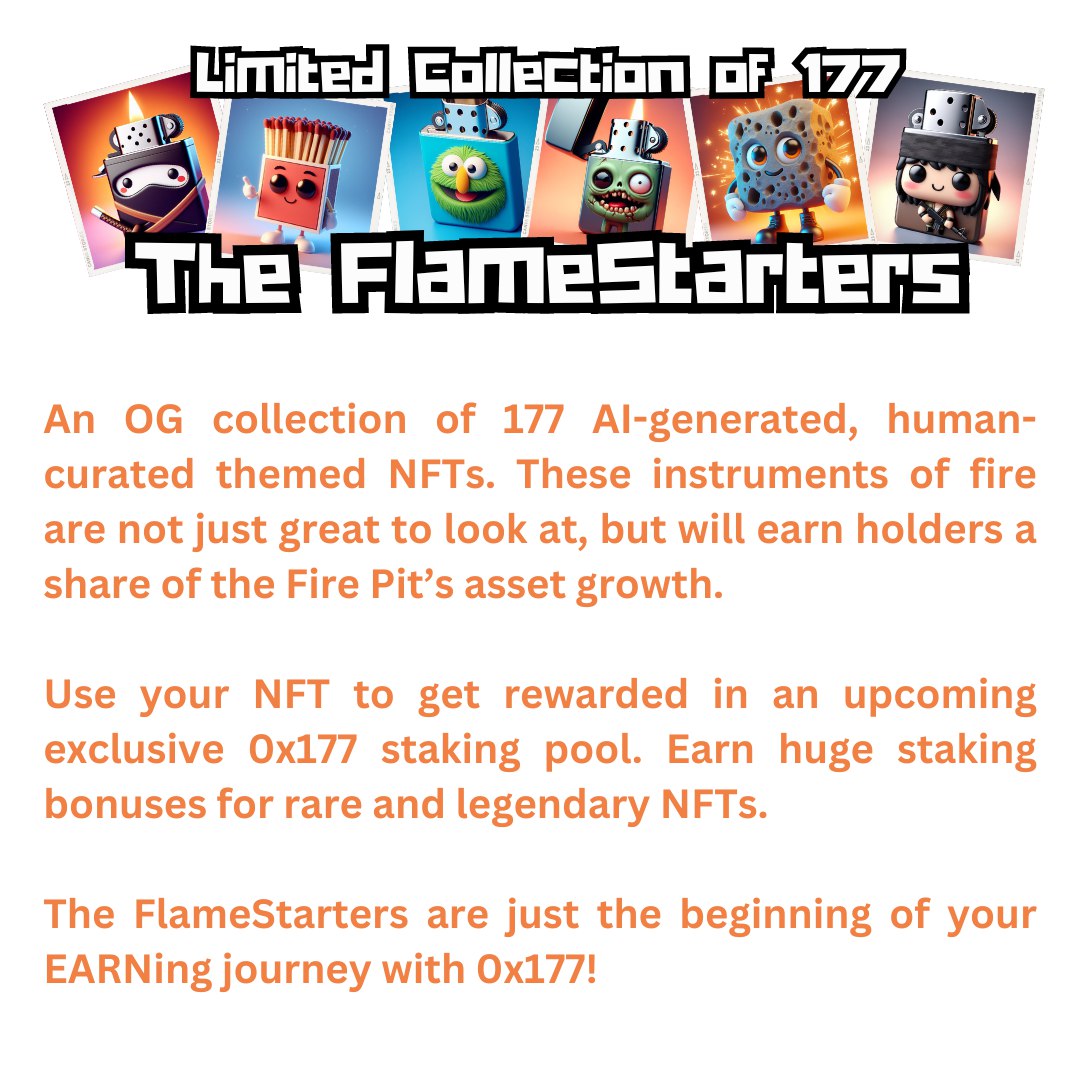 Limited Collection of 177
The FlameStarters
An OG collection of 177 AI-generated, human-
curated themed NFTs. These instruments of fire
are not just great to look at, but will earn holders a
share of the Fire Pit’s asset growth.
Use your NFT to get rewarded in an upcoming
exclusive 0x177 staking pool. Earn huge staking
bonuses for rare and legendary NFTs.
The FlameStarters are just the beginning of your
EARNing journey with 0x177!